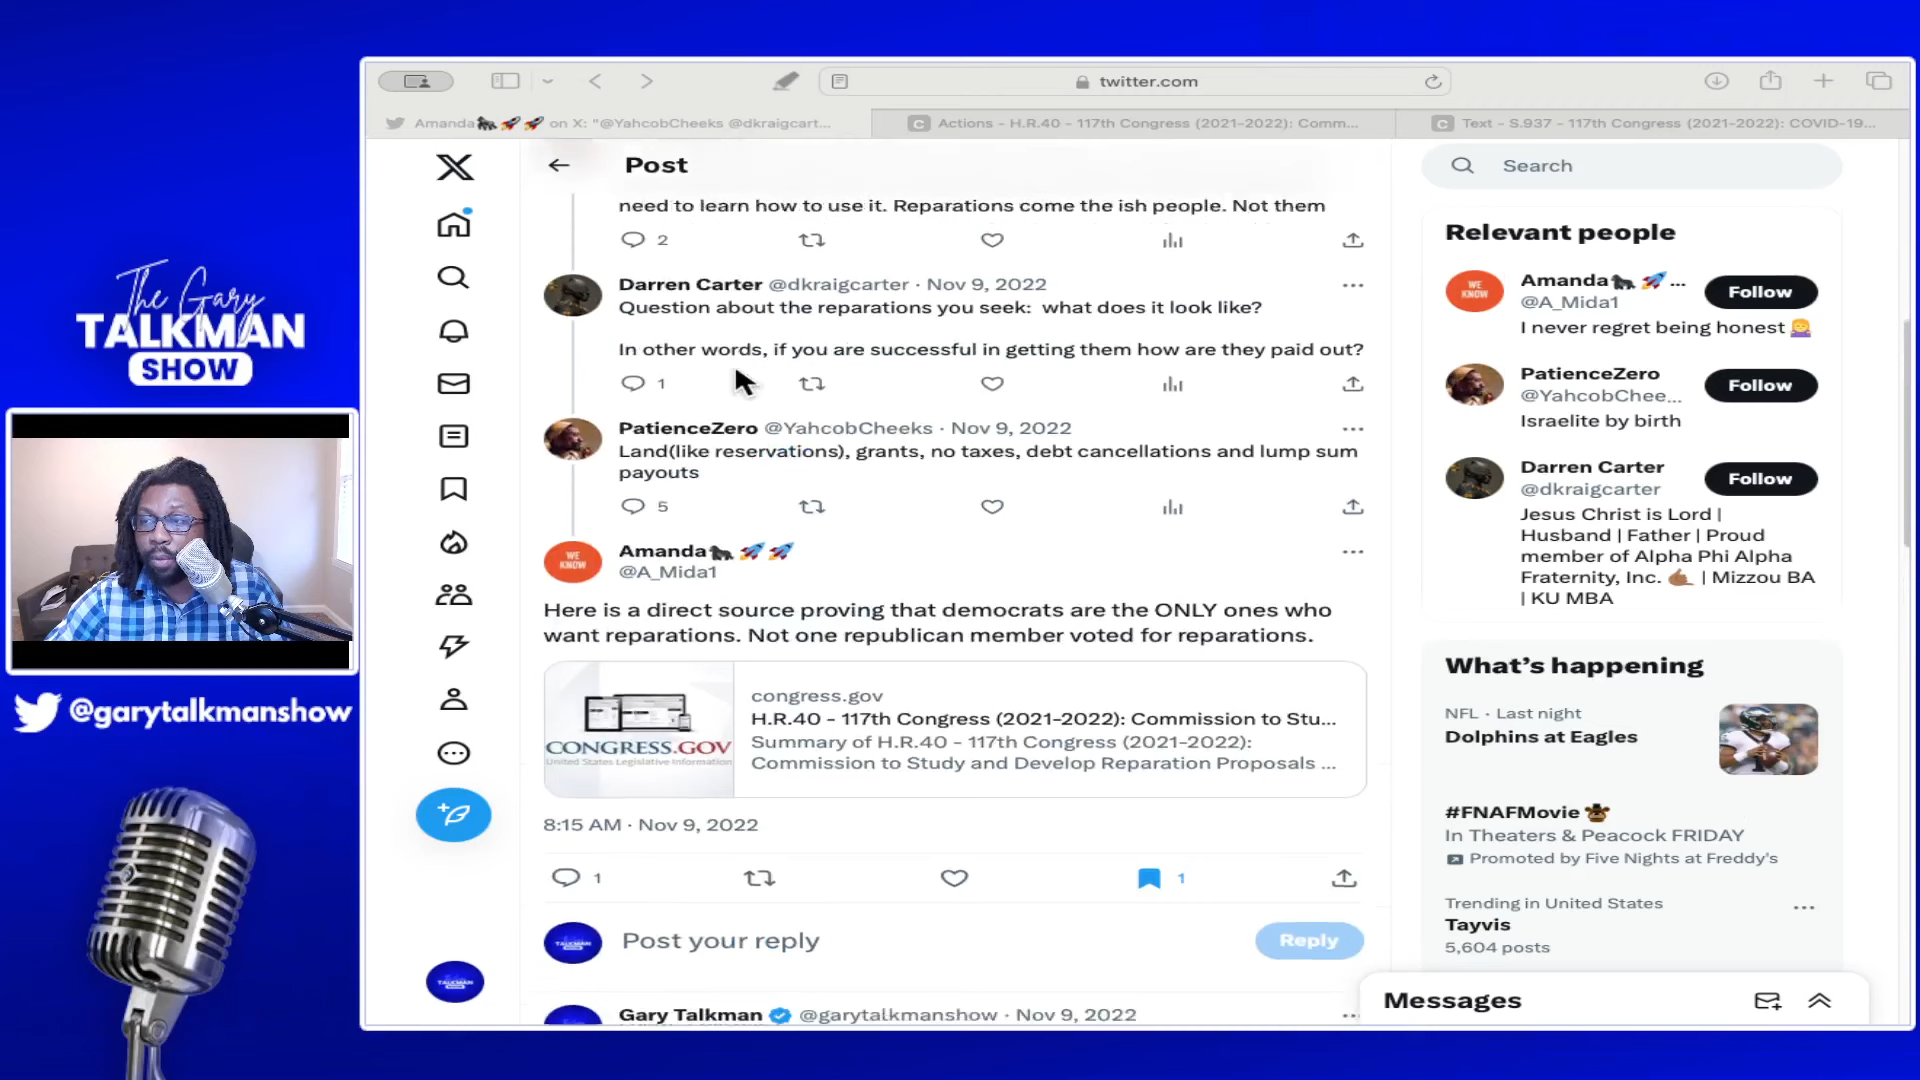 twitter.com
Amanda🦍🚀🚀 on X: "@YahcobCheeks @dkraigcart...
Actions - H.R.40 - 117th Congress (2021-2022): Comm...
Text - S.937 - 117th Congress (2021-2022): COVID-19...
Post
need to learn how to use it. Reparations come the ish people. Not them
2
Darren Carter @dkraigcarter · Nov 9, 2022
Question about the reparations you seek: what does it look like?
In other words, if you are successful in getting them how are they paid out?
1
PatienceZero @YahcobCheeks · Nov 9, 2022
Land(like reservations), grants, no taxes, debt cancellations and lump sum
payouts
5
WE
KNOW
Amanda🦍🚀🚀
@A_Mida1
Here is a direct source proving that democrats are the ONLY ones who
want reparations. Not one republican member voted for reparations.
CONGRESS.GOV
United States Legislative Information
congress.gov
H.R.40 - 117th Congress (2021-2022): Commission to Stu...
Summary of H.R.40 - 117th Congress (2021-2022):
Commission to Study and Develop Reparation Proposals ...
8:15 AM · Nov 9, 2022
1
1
TALKMAN
Post your reply
Reply
TALKMAN
Gary Talkman @garytalkmanshow · Nov 9, 2022
Search
Relevant people
WE
KNOW
Amanda🦍🚀...
@A_Mida1
Follow
I never regret being honest 🤷
PatienceZero
@YahcobChee...
Follow
Israelite by birth
Darren Carter
@dkraigcarter
Follow
Jesus Christ is Lord |
Husband | Father | Proud
member of Alpha Phi Alpha
Fraternity, Inc. 🤙🏾 | Mizzou BA
| KU MBA
What's happening
NFL · Last night
Dolphins at Eagles
#FNAFMovie
In Theaters & Peacock FRIDAY
Promoted by Five Nights at Freddy's
Trending in United States
Tayvis
5,604 posts
Messages
The Gary
TALKMAN
SHOW
@garytalkmanshow